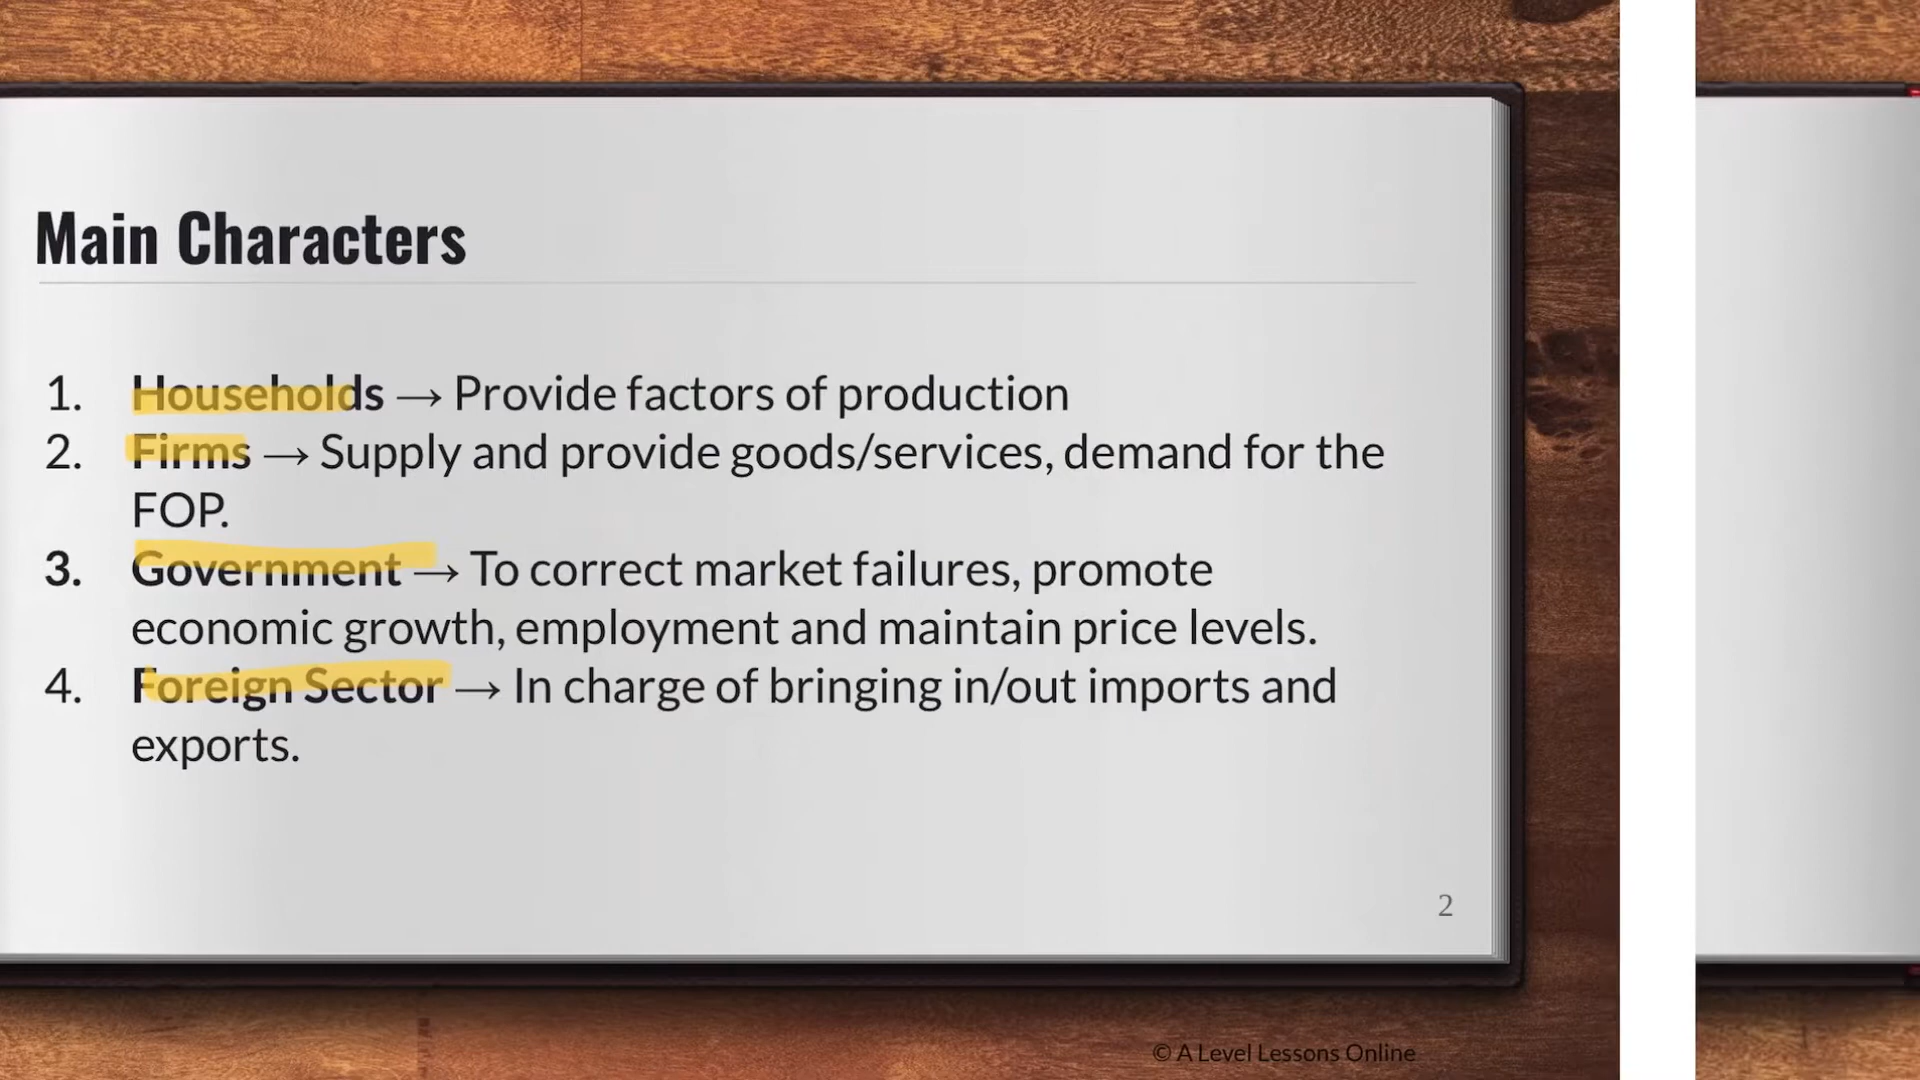 Main Characters
1. Households → Provide factors of production
2. Firms → Supply and provide goods/services, demand for the
FOP.
3. Government → To correct market failures, promote
economic growth, employment and maintain price levels.
4. Foreign Sector → In charge of bringing in/out imports and
exports.
2
© A Level Lessons Online